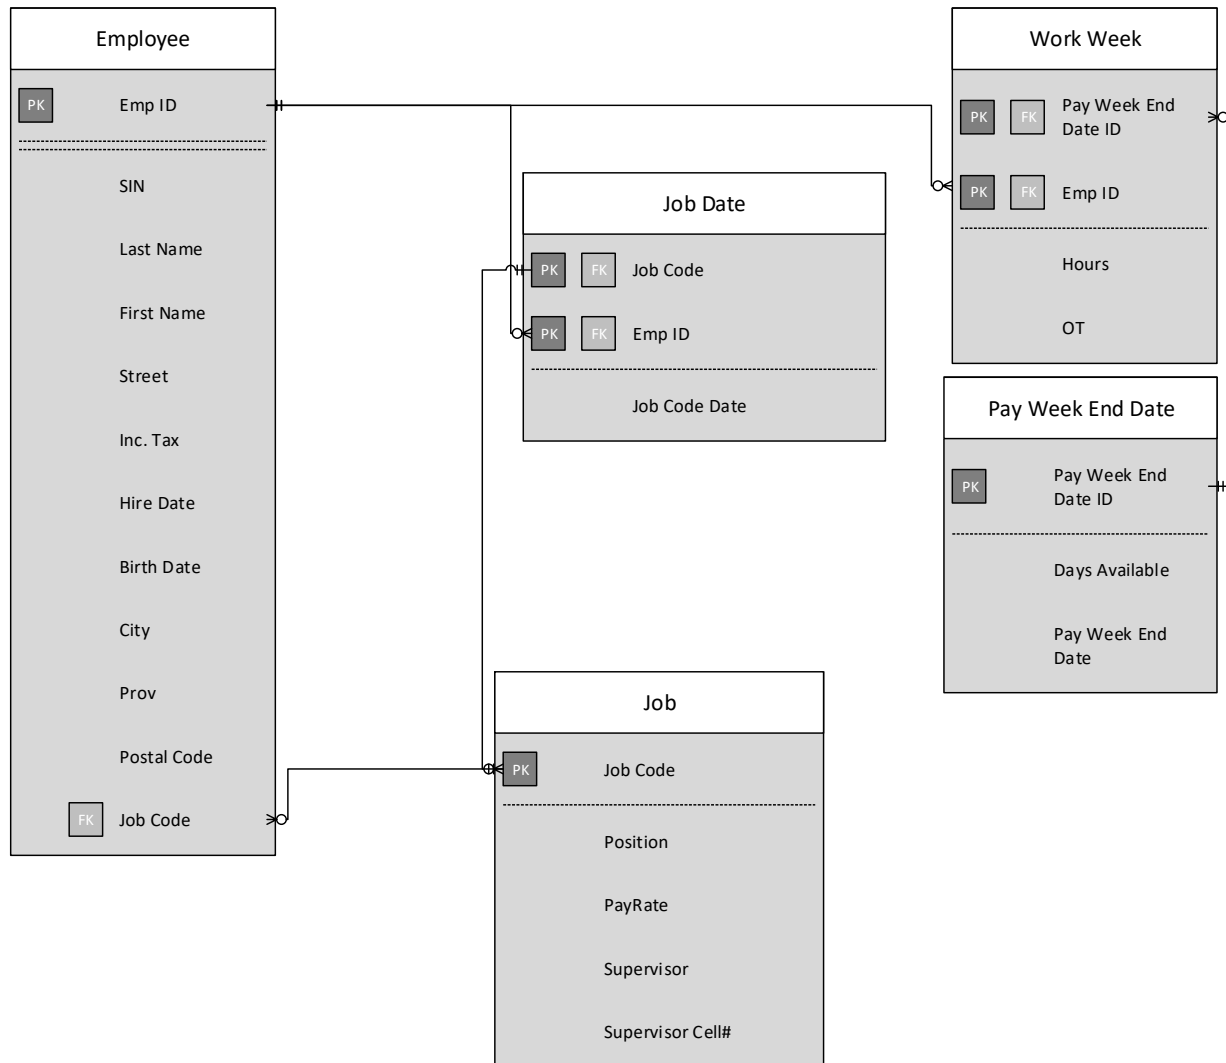 Employee
PK Emp ID
SIN
Last Name
First Name
Street
Inc. Tax
Hire Date
Birth Date
City
Prov
Postal Code
FK Job Code
Job Date
PK FK Job Code
PK FK Emp ID
Job Code Date
Job
PK Job Code
Position
PayRate
Supervisor
Supervisor Cell#
Work Week
PK FK Pay Week End
Date ID
PK FK Emp ID
Hours
OT
Pay Week End Date
PK Pay Week End
Date ID
Days Available
Pay Week End
Date